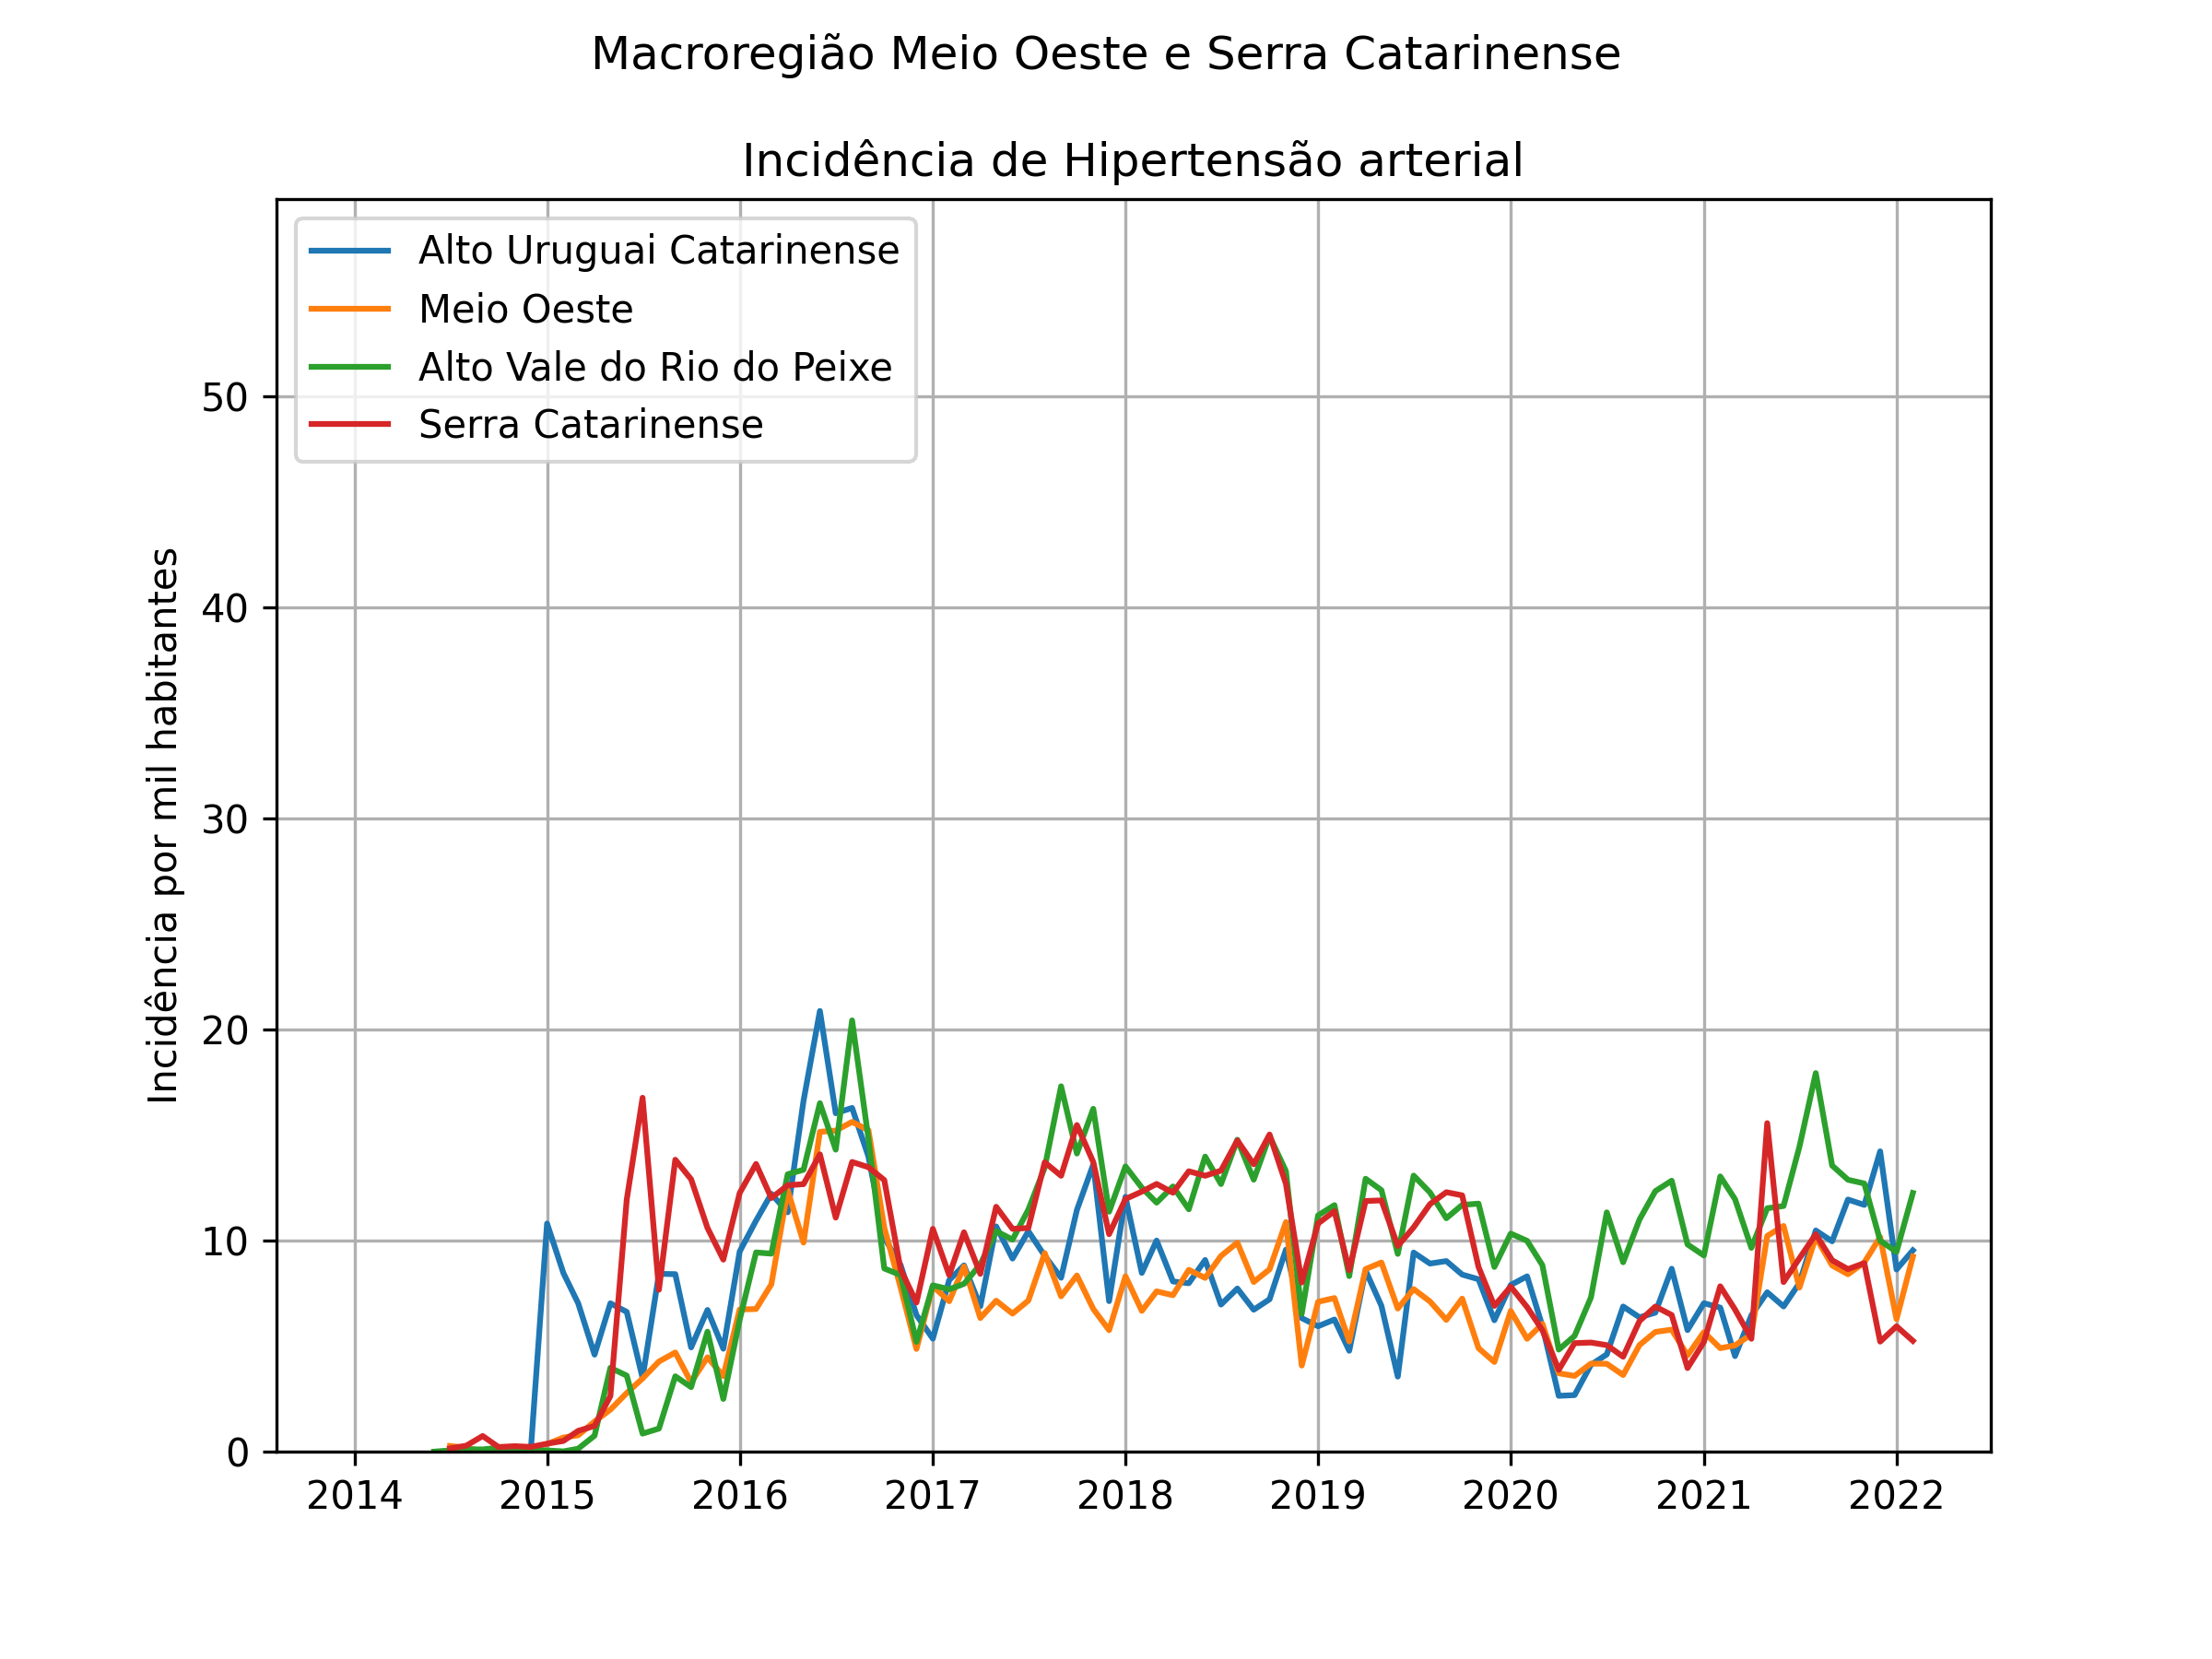 Macroregião Meio Oeste e Serra Catarinense
Incidência de Hipertensão arterial
Alto Uruguai Catarinense
Meio Oeste
Alto Vale do Rio do Peixe
Serra Catarinense
Incidência por mil habitantes
50
40
30
20
10
0
2014 2015 2016 2017 2018 2019 2020 2021 2022